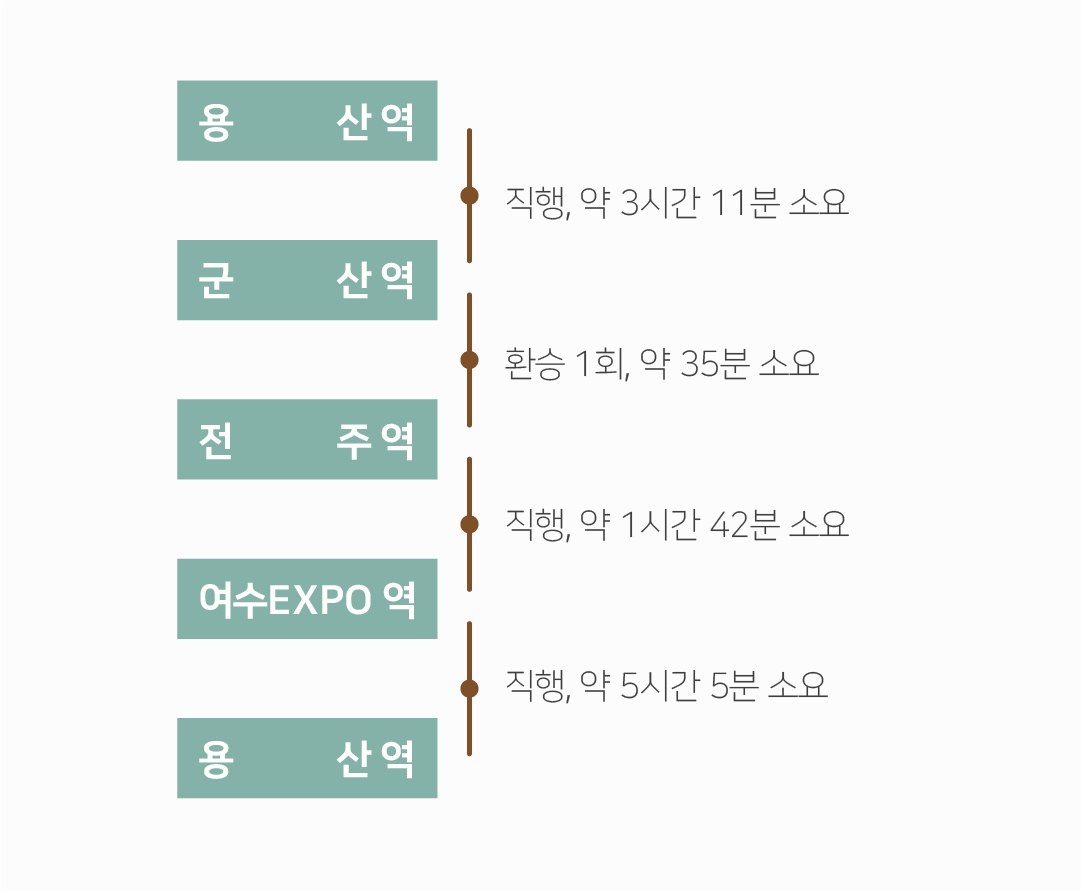 용 산 역
직행, 약 3시간 11분 소요
군 산 역
환승 1회, 약 35분 소요
전 주 역
직행, 약 1시간 42분 소요
여수EXPO 역
직행, 약 5시간 5분 소요
용 산 역